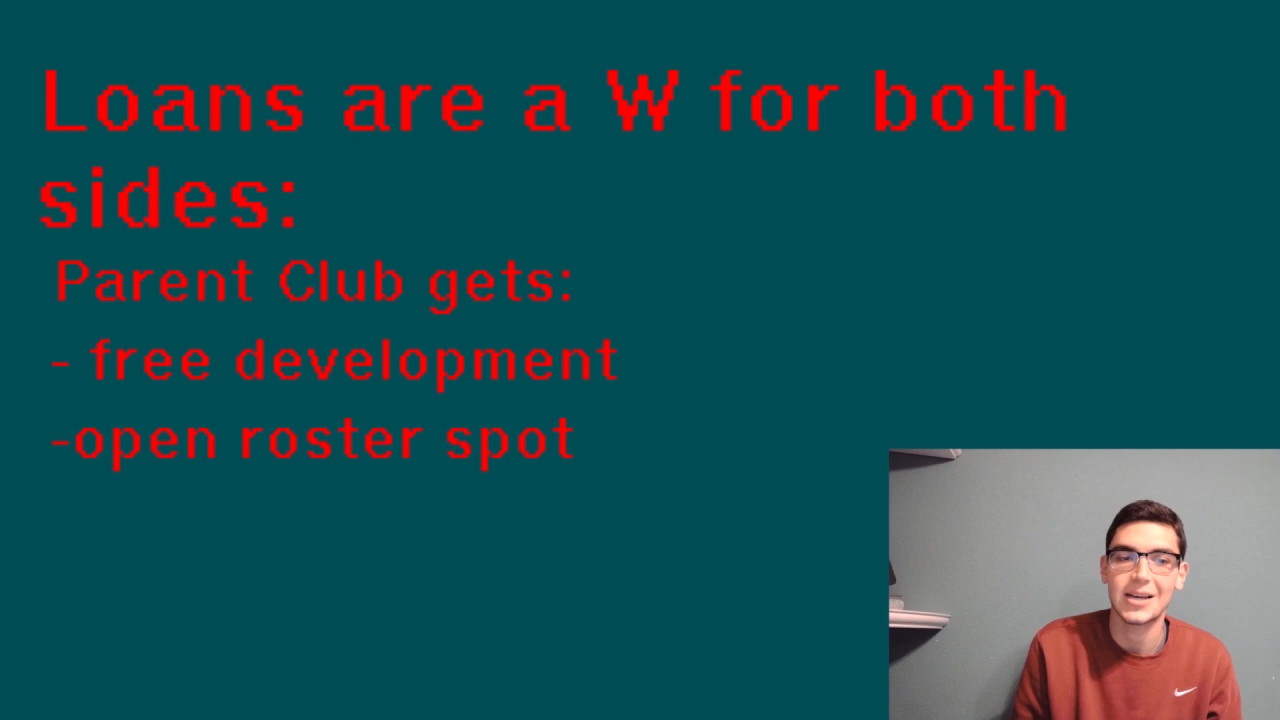 Loans are a W for both
sides:
Parent Club gets:
- free development
-open roster spot